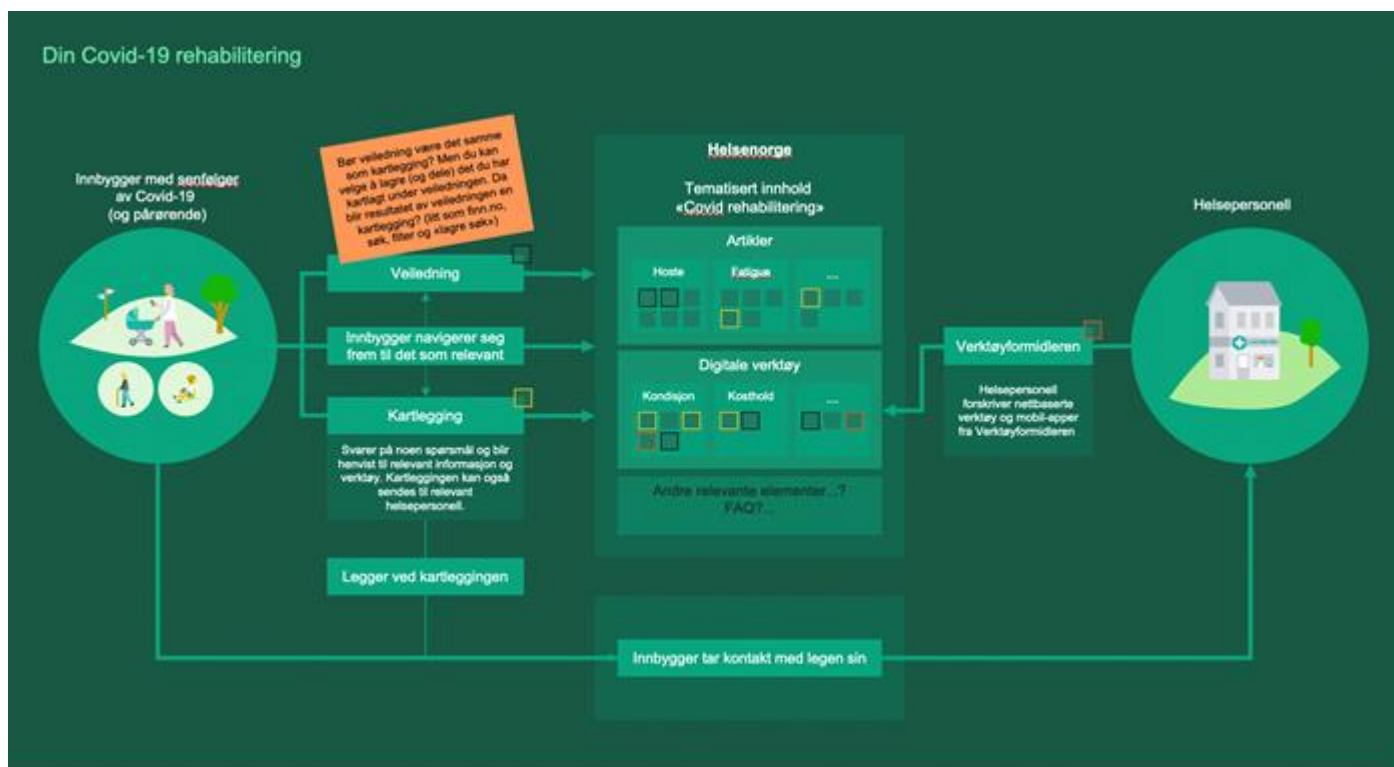 Din Covid-19 rehabilitering
Innbygger med senfølger
av Covid-19
(og pårørende)
Bør veiledning være det samme
som kartlegging? Men du kan
velge å lagre (og dele) det du har
kartlagt under veiledningen. Da
blir resultatet av veiledningen en
kartlegging? (litt som finn.no,
søk, filter og «lagre søk»)
Veiledning
Innbygger navigerer seg
frem til det som relevant
Kartlegging
Svarer på noen spørsmål og blir
henvist til relevant informasjon og
verktøy. Kartleggingen kan også
sendes til relevant
helsepersonell.
Legger ved kartleggingen
Helsenorge
Tematisert innhold
«Covid rehabilitering»
Artikler
Hoste Fatigue ...
Digitale verktøy
Kondisjon Kosthold ...
Andre relevante elementer...?
FAQ?...
Innbygger tar kontakt med legen sin
Verktøyformidleren
Helsepersonell
forskriver nettbaserte
verktøy og mobil-apper
fra Verktøyformidleren
Helsepersonell